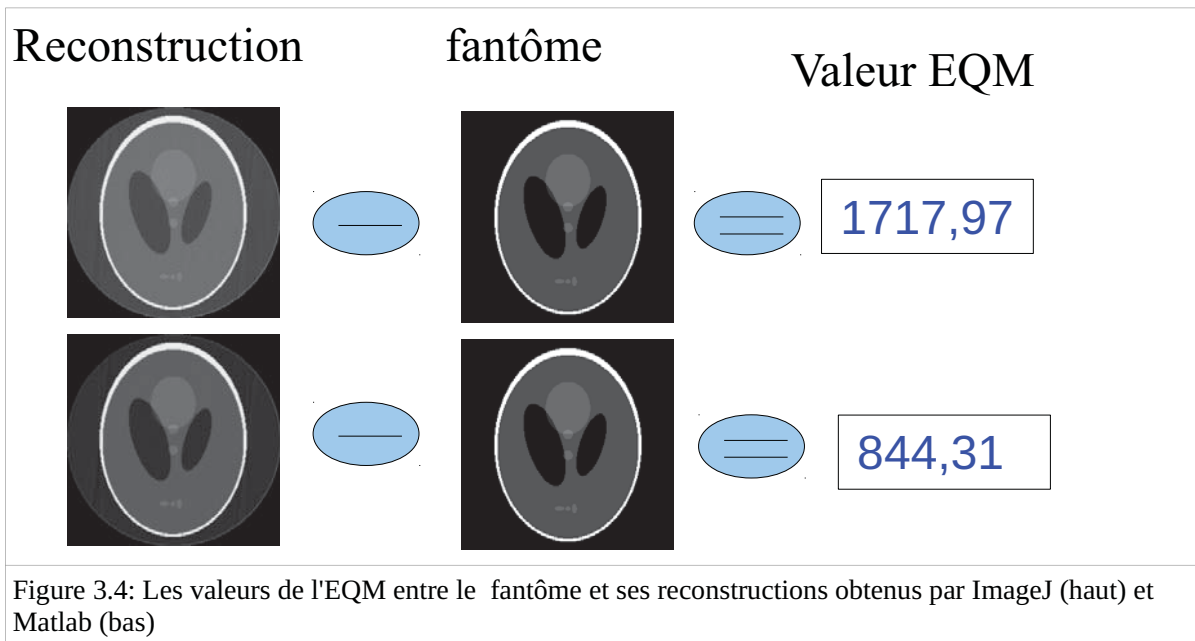 Reconstruction fantôme Valeur EQM
1717,97
844,31
Figure 3.4: Les valeurs de l'EQM entre le  fantôme et ses reconstructions obtenus par ImageJ (haut) et
Matlab (bas)